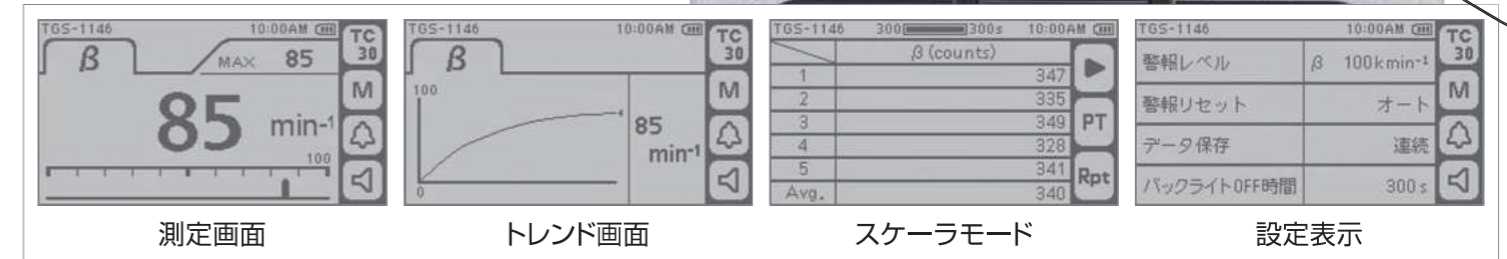 TGS-1146 10:00AM
β MAX 85
85 min-1
100
TC 30
M
測定画面
TGS-1146 10:00AM
β
100
0
85
min-1
TC 30
M
トレンド画面
TGS-1146 300 300s 10:00AM
β (counts)
1 347
2 335
3 349
4 328
5 341
Avg. 340
PT
Rpt
スケーラモード
TGS-1146 10:00AM
警報レベル β 100kmin-1
警報リセット オート
データ保存 連続
バックライトOFF時間 300s
TC 30
M
設定表示